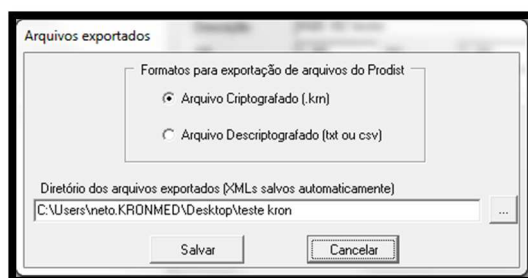 Arquivos exportados
Formatos para exportação de arquivos do Prodist
Arquivo Criptografado (.krn)
Arquivo Descriptografado (txt ou csv)
Diretório dos arquivos exportados (XMLs salvos automaticamente)
C:\Users\neto.KRONMED\Desktop\teste kron
...
Salvar
Cancelar